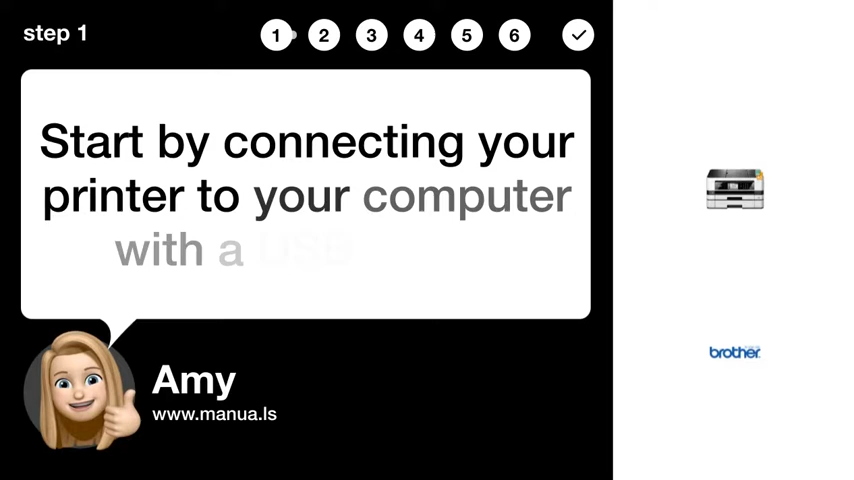 step 1
1 2 3 4 5 6
Start by connecting your
printer to your computer
with a USB
Amy
www.manua.ls
brother